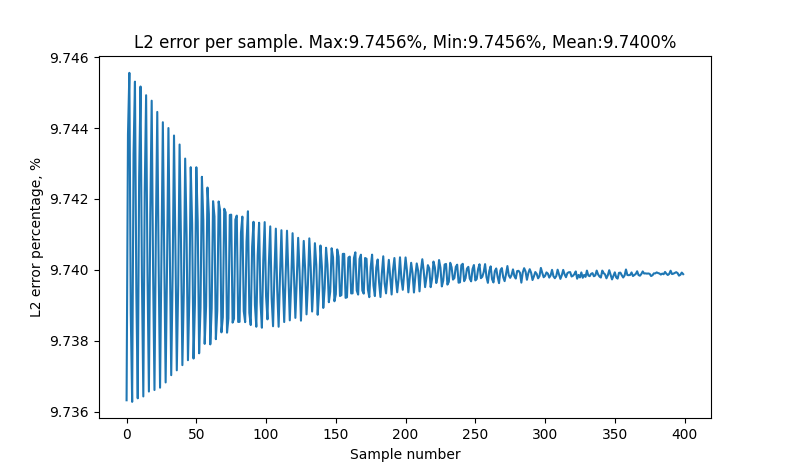 L2 error per sample. Max:9.7456%, Min:9.7456%, Mean:9.7400%
9.746
9.744
9.742
9.740
9.738
9.736
L2 error percentage, %
0 50 100 150 200 250 300 350 400
Sample number